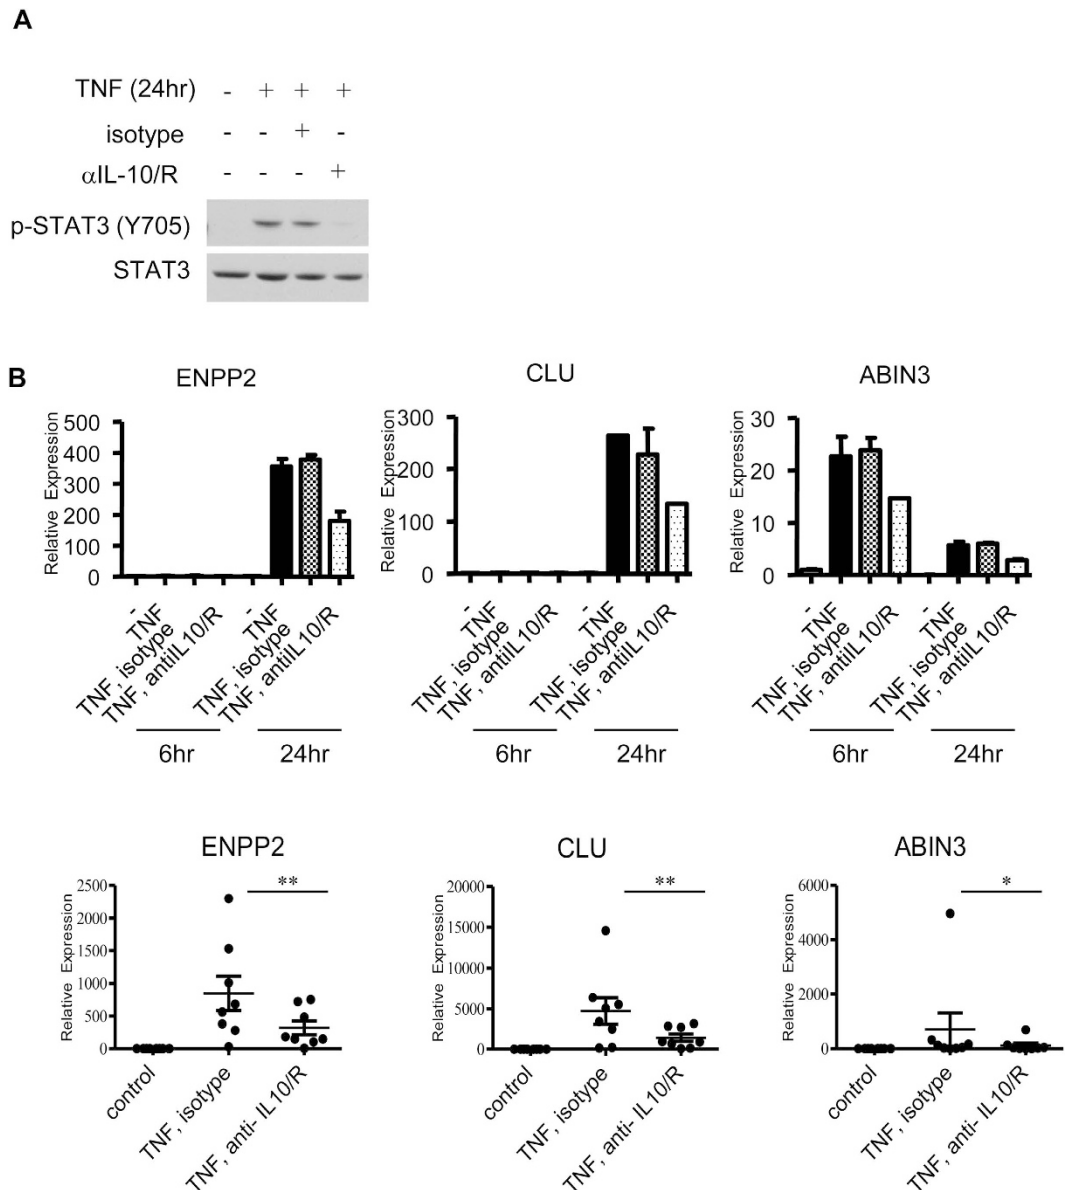 A
TNF (24hr) - + + +
isotype - - + -
αIL-10/R - - - +
p-STAT3 (Y705)
STAT3
B
ENPP2
Relative Expression
500
400
300
200
100
0
-
TNF
TNF, isotype
TNF, antiIL10/R
-
TNF
TNF, isotype
TNF, antiIL10/R
6hr
24hr
CLU
Relative Expression
300
200
100
0
-
TNF
TNF, isotype
TNF, antiIL10/R
-
TNF
TNF, isotype
TNF, antiIL10/R
6hr
24hr
ABIN3
Relative Expression
30
20
10
0
-
TNF
TNF, isotype
TNF, antiIL10/R
-
TNF
TNF, isotype
TNF, antiIL10/R
6hr
24hr
ENPP2
Relative Expression
2500
2000
1500
1000
500
0
**
control
TNF, isotype
TNF, anti- IL10/R
CLU
Relative Expression
20000
15000
10000
5000
0
**
control
TNF, isotype
TNF, anti- IL10/R
ABIN3
Relative Expression
6000
4000
2000
0
*
control
TNF, isotype
TNF, anti- IL10/R